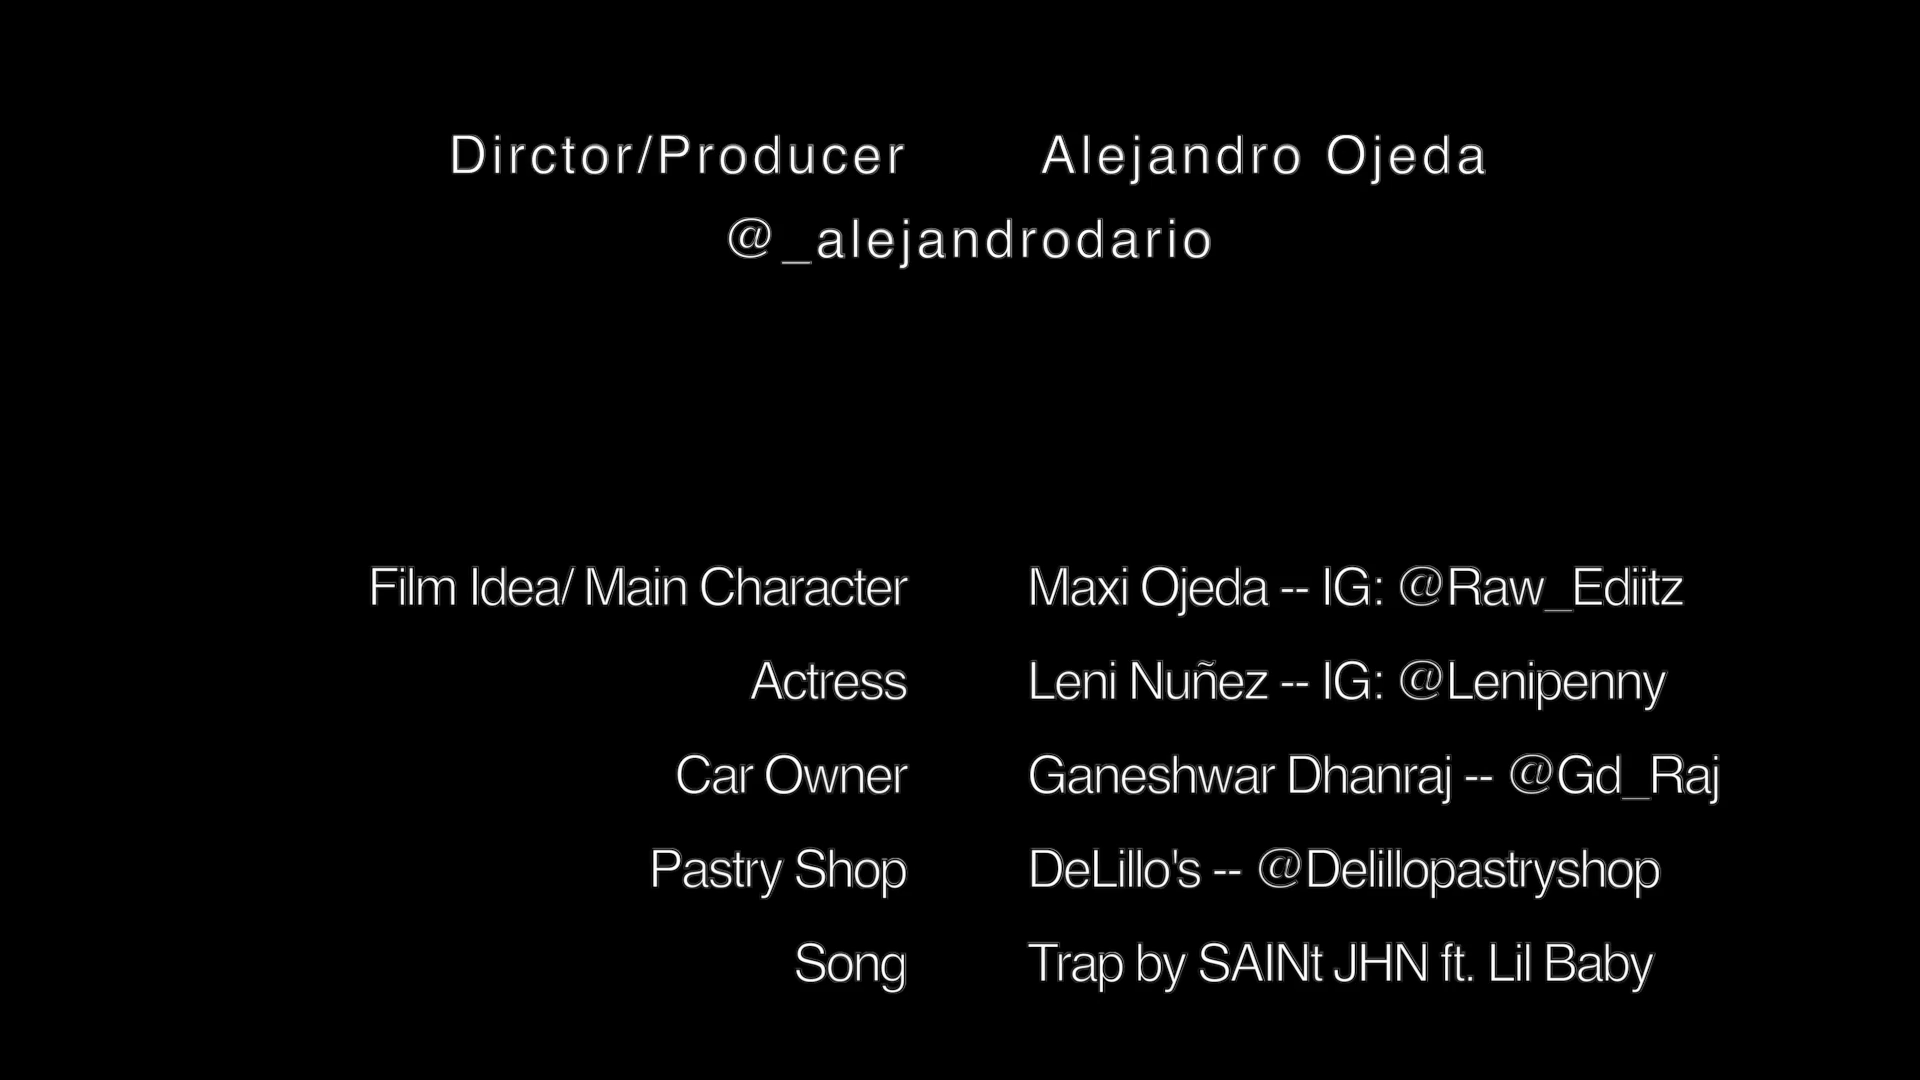 Dirctor/Producer Alejandro Ojeda
@_alejandrodario
Film Idea/ Main Character Maxi Ojeda -- IG: @Raw_Ediitz
Actress Leni Nuñez -- IG: @Lenipenny
Car Owner Ganeshwar Dhanraj -- @Gd_Raj
Pastry Shop DeLillo's -- @Delillopastryshop
Song Trap by SAINt JHN ft. Lil Baby